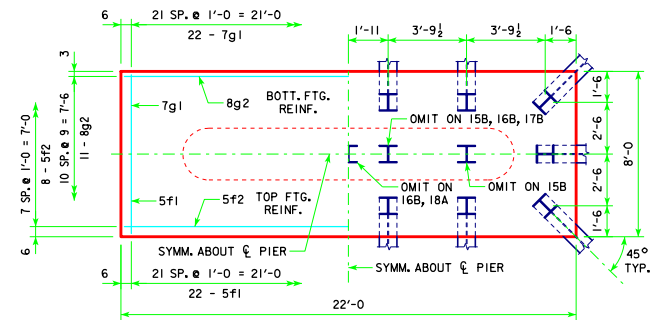 6
21 SP. @ 1'-0 = 21'-0
22 - 7g1
1'-11
3'-9½
3'-9½
1'-6
3
8g2
BOTT. FTG.
REINF.
7g1
OMIT ON 15B, 16B, 17B
1'-6
2'-6
8'-0
2'-6
1'-6
7 SP. @ 1'-0 = 7'-0
8 - 5f2
10 SP. @ 9 = 7'-6
11 - 8g2
OMIT ON
16B, 18A
OMIT ON 15B
5f1
5f2
TOP FTG.
REINF.
6
SYMM. ABOUT ℄ PIER
SYMM. ABOUT ℄ PIER
45°
TYP.
6
21 SP. @ 1'-0 = 21'-0
22 - 5f1
22'-0